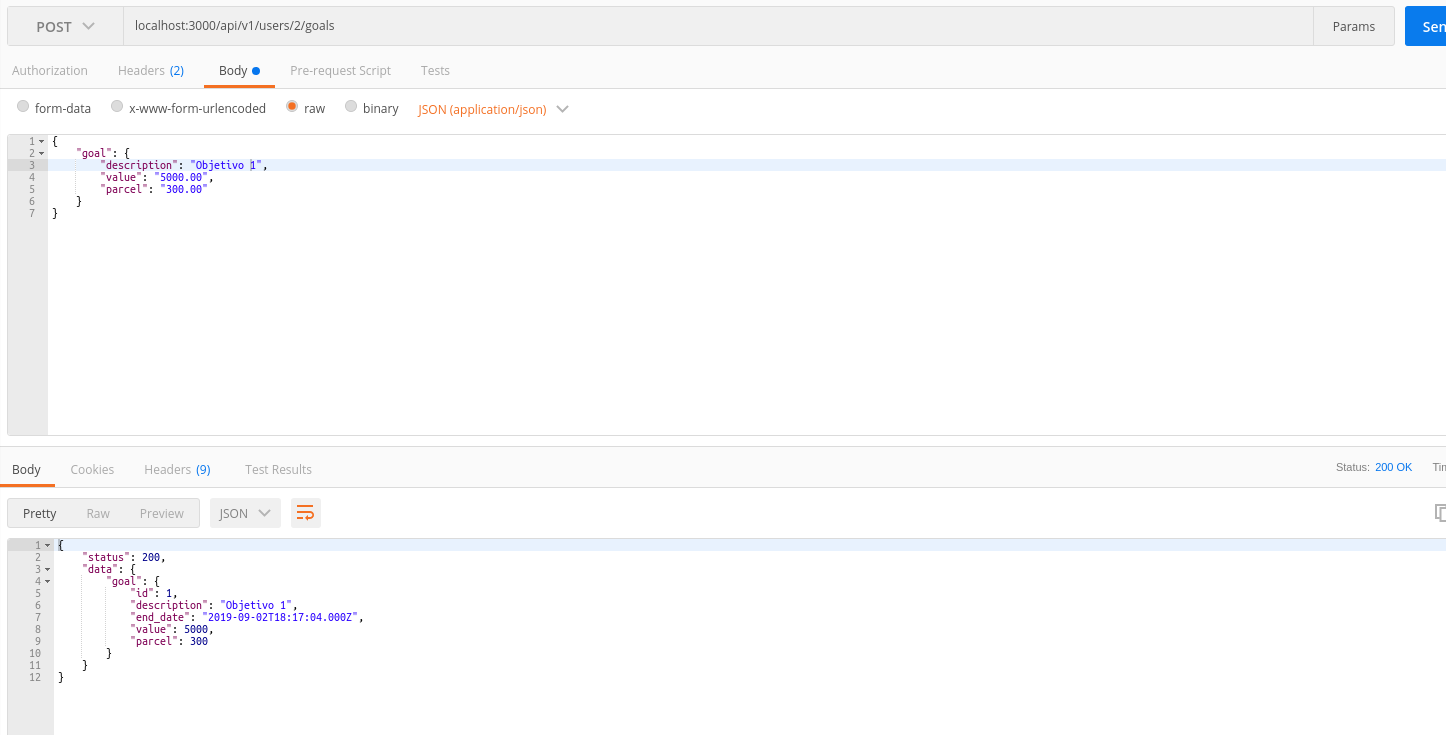 POST localhost:3000/api/v1/users/2/goals Params Sen
Authorization Headers (2) Body Pre-request Script Tests
form-data x-www-form-urlencoded raw binary JSON (application/json)
1 {
2 "goal": {
3 "description": "Objetivo 1",
4 "value": "5000.00",
5 "parcel": "300.00"
6 }
7 }
Body Cookies Headers (9) Test Results Status: 200 OK Tim
Pretty Raw Preview JSON
1 {
2 "status": 200,
3 "data": {
4 "goal": {
5 "id": 1,
6 "description": "Objetivo 1",
7 "end_date": "2019-09-02T18:17:04.000Z",
8 "value": 5000,
9 "parcel": 300
10 }
11 }
12 }